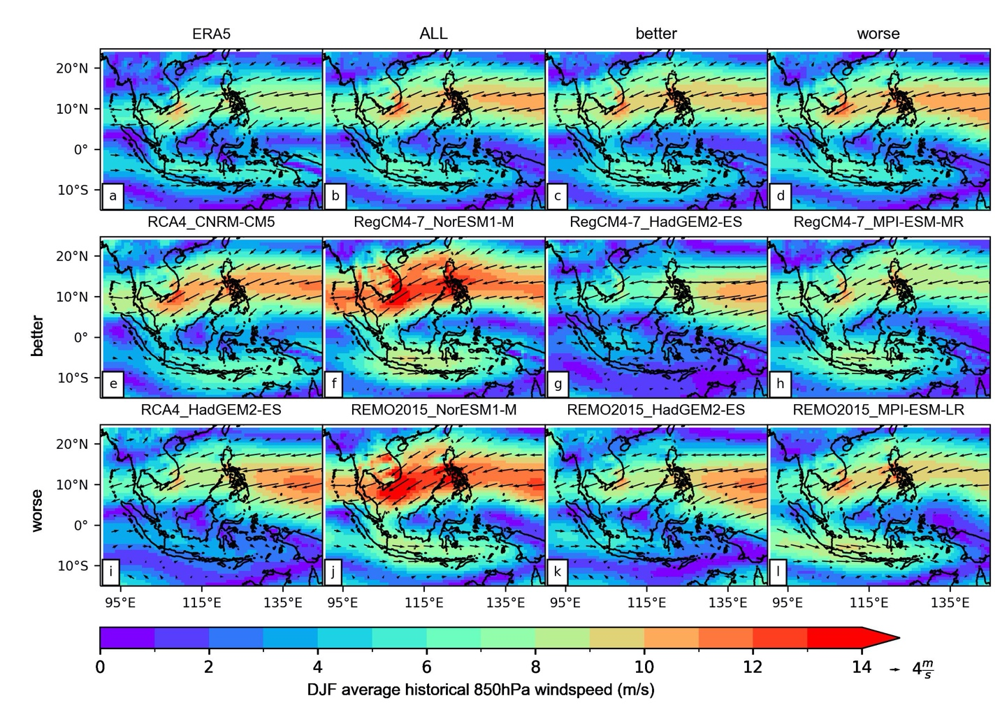 ERA5 ALL better worse
20°N
10°N
0°
10°S
a b c d
RCA4_CNRM-CM5 RegCM4-7_NorESM1-M RegCM4-7_HadGEM2-ES RegCM4-7_MPI-ESM-MR
better
20°N
10°N
0°
10°S
e f g h
RCA4_HadGEM2-ES REMO2015_NorESM1-M REMO2015_HadGEM2-ES REMO2015_MPI-ESM-LR
worse
20°N
10°N
0°
10°S
i j k l
95°E 115°E 135°E 95°E 115°E 135°E 95°E 115°E 135°E 95°E 115°E 135°E
0 2 4 6 8 10 12 14 4 m/s
DJF average historical 850hPa windspeed (m/s)